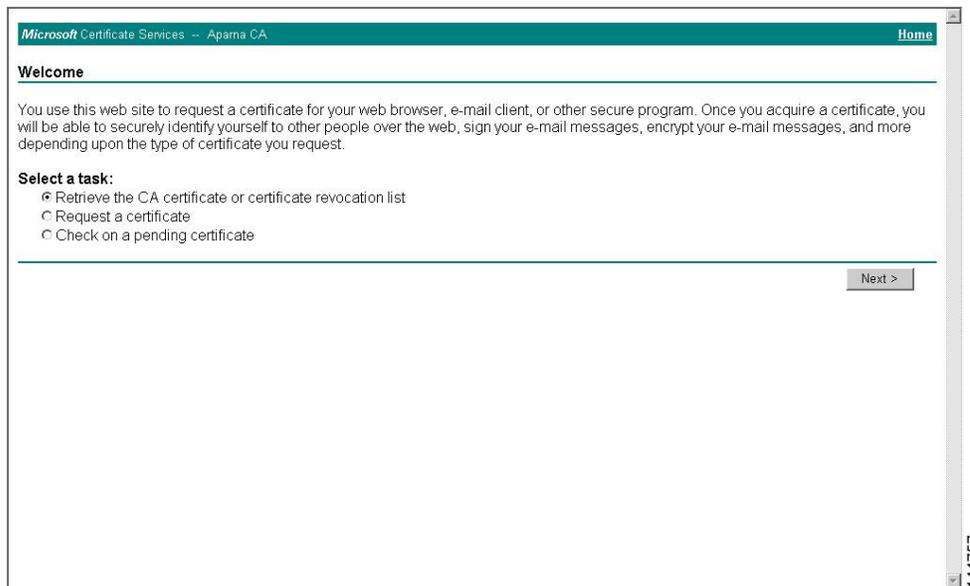 Microsoft Certificate Services -- Aparna CA Home
Welcome
You use this web site to request a certificate for your web browser, e-mail client, or other secure program. Once you acquire a certificate, you
will be able to securely identify yourself to other people over the web, sign your e-mail messages, encrypt your e-mail messages, and more
depending upon the type of certificate you request.
Select a task:
Retrieve the CA certificate or certificate revocation list
Request a certificate
Check on a pending certificate
Next >